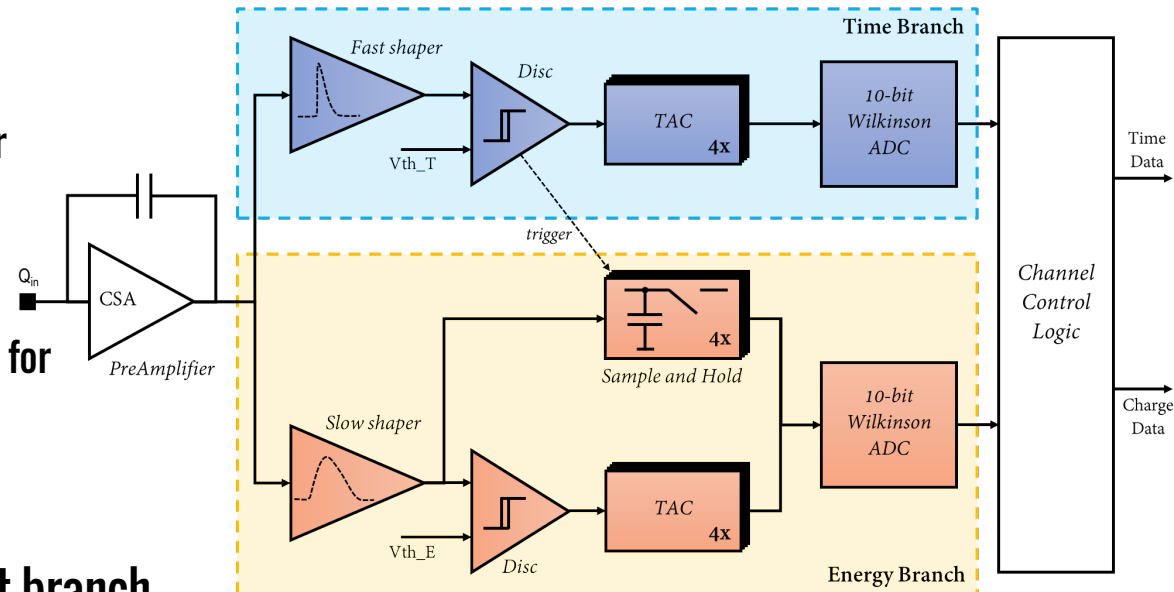 Time Branch
Fast shaper
Disc
TAC
4x
10-bit
Wilkinson
ADC
Vth_T
Time
Data
r
trigger
Qin
CSA
PreAmplifier
for
4x
Sample and Hold
Channel
Control
Logic
Slow shaper
10-bit
Wilkinson
ADC
Charge
Data
TAC
4x
Vth_E
Disc
Energy Branch
t branch